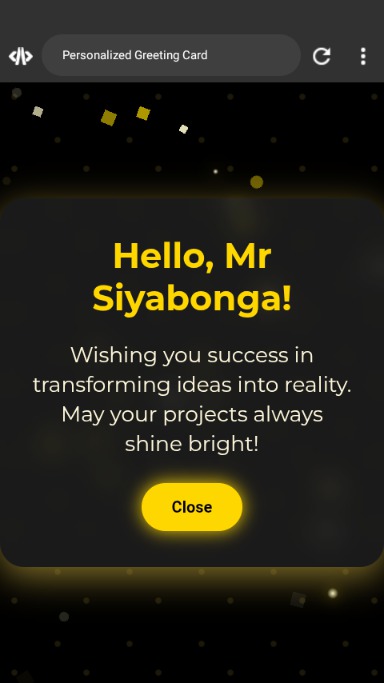 Personalized Greeting Card
Hello, Mr
Siyabonga!
Wishing you success in
transforming ideas into reality.
May your projects always
shine bright!
Close